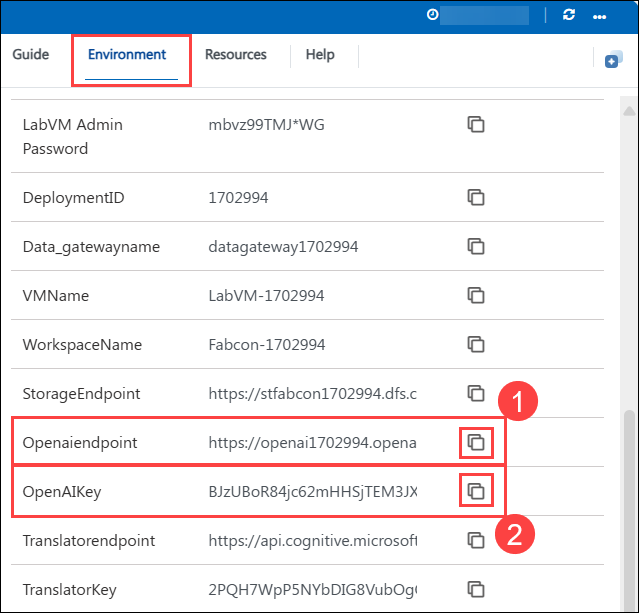 Guide Environment Resources Help
LabVM Admin
Password
mbvz99TMJ*WG
DeploymentID 1702994
Data_gatewayname datagateway1702994
VMName LabVM-1702994
WorkspaceName Fabcon-1702994
StorageEndpoint https://stfabcon1702994.dfs.c
1
Openaiendpoint https://openai1702994.opena
OpenAIKey BJzUBoR84jc62mHHSjTEM3JX
2
Translatorendpoint https://api.cognitive.microsoft
TranslatorKey 2PQH7WpP5NYbDIG8VubOg